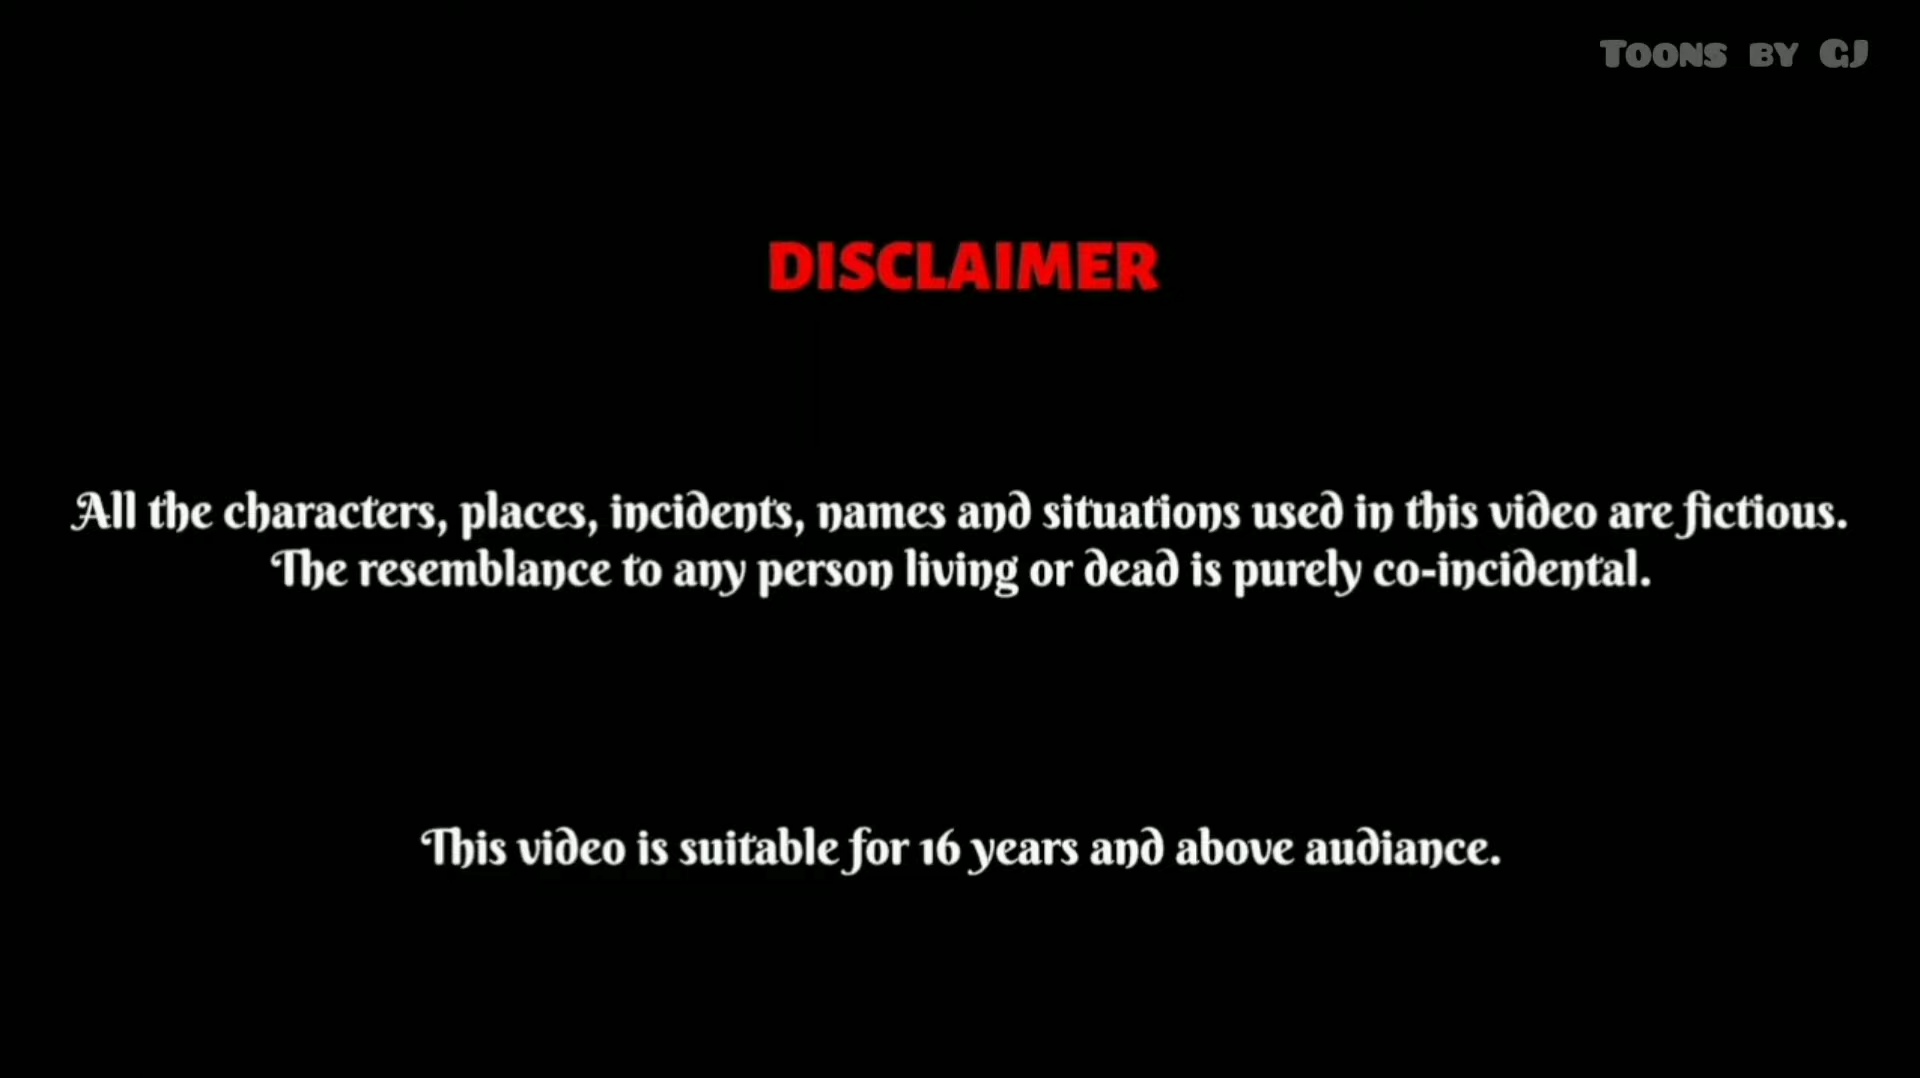 Toons by GJ
DISCLAIMER
All the characters, places, incidents, names and situations used in this video are fictious.
The resemblance to any person living or dead is purely co-incidental.
This video is suitable for 16 years and above audiance.